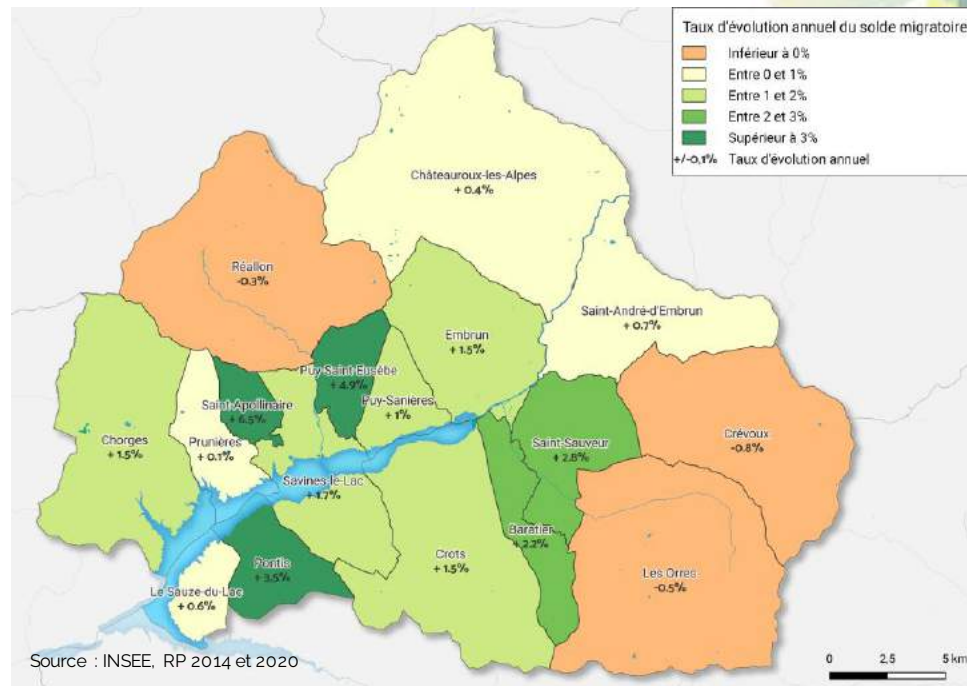 Taux d'évolution annuel du solde migratoire
Inférieur à 0%
Entre 0 et 1%
Entre 1 et 2%
Entre 2 et 3%
Supérieur à 3%
+/-0,1% Taux d'évolution annuel
Châteauroux-les-Alpes
+ 0.4%
Réallon
-0.3%
Saint-André-d'Embrun
+ 0.7%
Embrun
+ 1.5%
Puy-Saint-Eusèbe
+ 4.9%
Puy-Sanières
+ 1%
Saint-Apollinaire
+ 6.5%
Chorges
+ 1.5%
Prunières
+ 0.1%
Saint-Sauveur
+ 2.8%
Crévoux
-0.8%
Savines-le-Lac
+ 1.7%
Baratier
+ 2.2%
Crots
+ 1.5%
Pontis
+ 3.5%
Les Orres
-0.5%
Le Sauze-du-Lac
+ 0.6%
Source : INSEE, RP 2014 et 2020
0 2,5 5 km